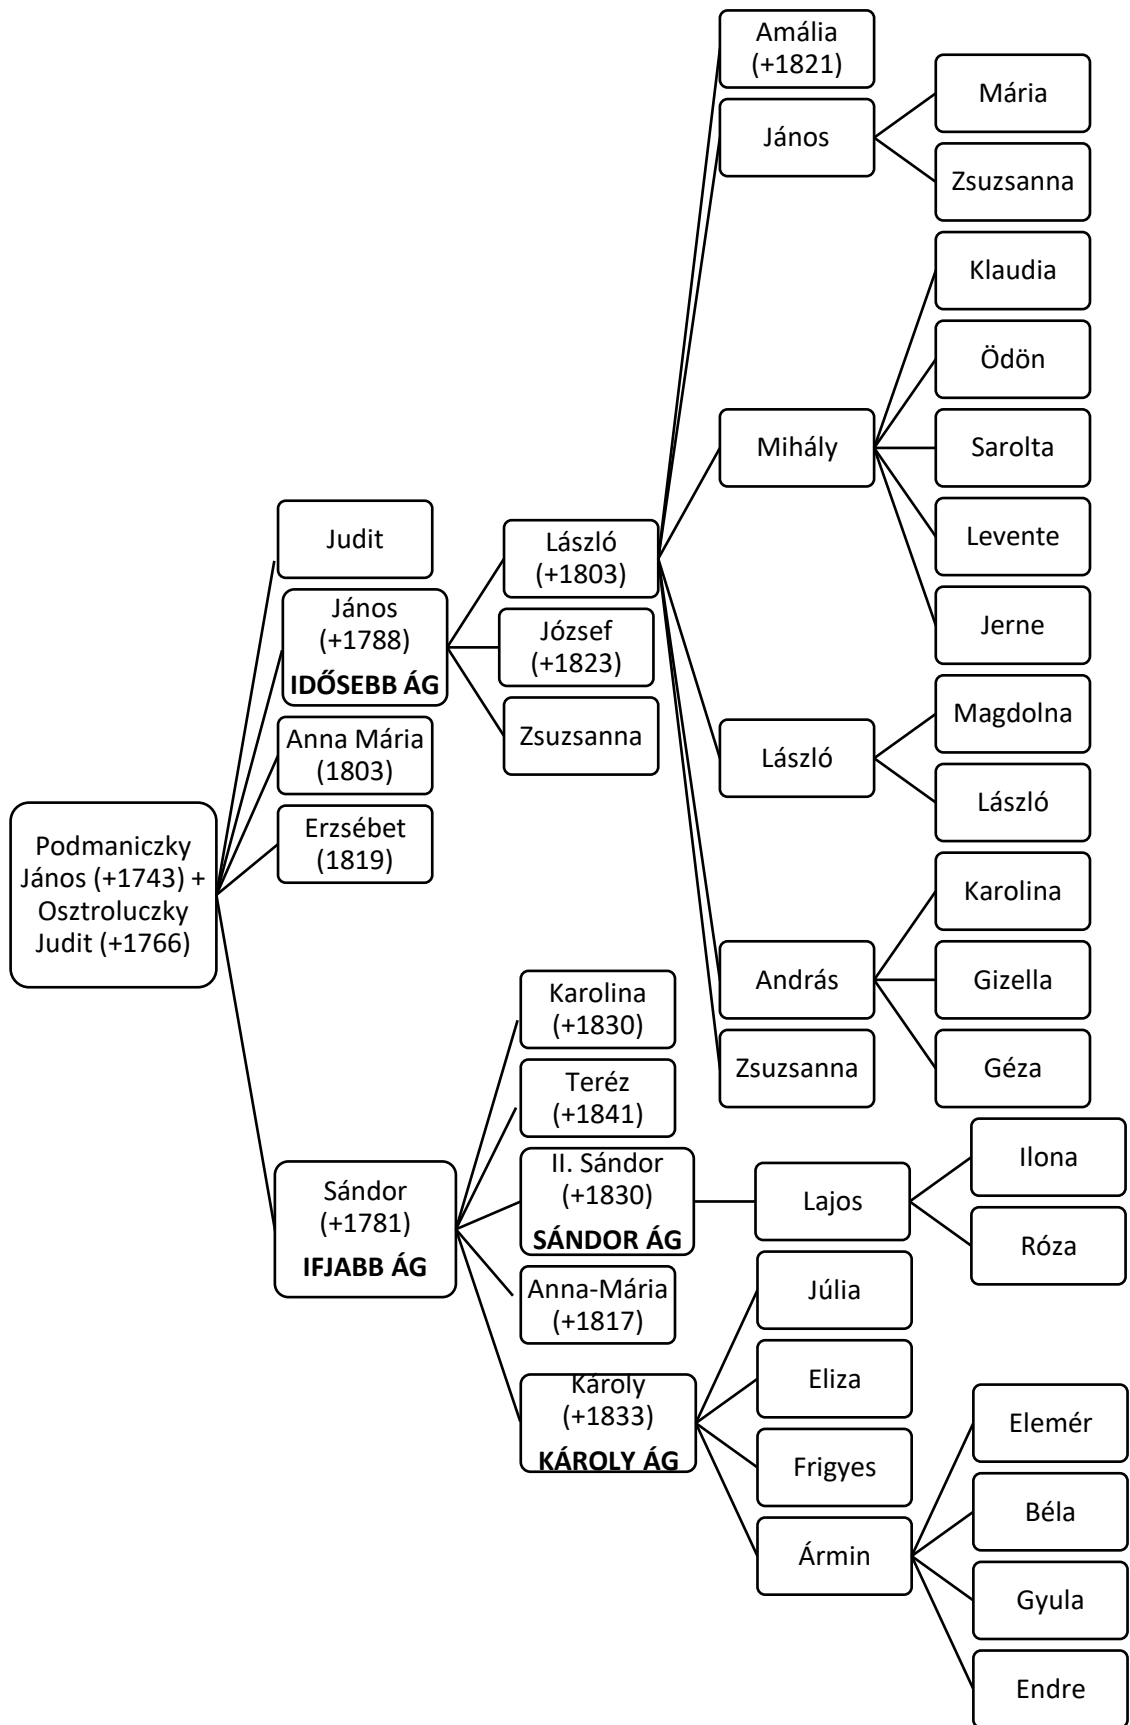 Amália
(+1821)
János
Mária
Zsuzsanna
Klaudia
Ödön
Mihály
Sarolta
Levente
Jerne
Judit
László
(+1803)
János
(+1788)
IDŐSEBB ÁG
József
(+1823)
Zsuzsanna
Anna Mária
(1803)
Erzsébet
(1819)
László
Magdolna
László
Podmaniczky
János (+1743) +
Osztroluczky
Judit (+1766)
András
Karolina
Gizella
Géza
Zsuzsanna
Karolina
(+1830)
Teréz
(+1841)
Sándor
(+1781)
IFJABB ÁG
II. Sándor
(+1830)
SÁNDOR ÁG
Lajos
Ilona
Róza
Anna-Mária
(+1817)
Károly
(+1833)
KÁROLY ÁG
Júlia
Eliza
Frigyes
Ármin
Elemér
Béla
Gyula
Endre